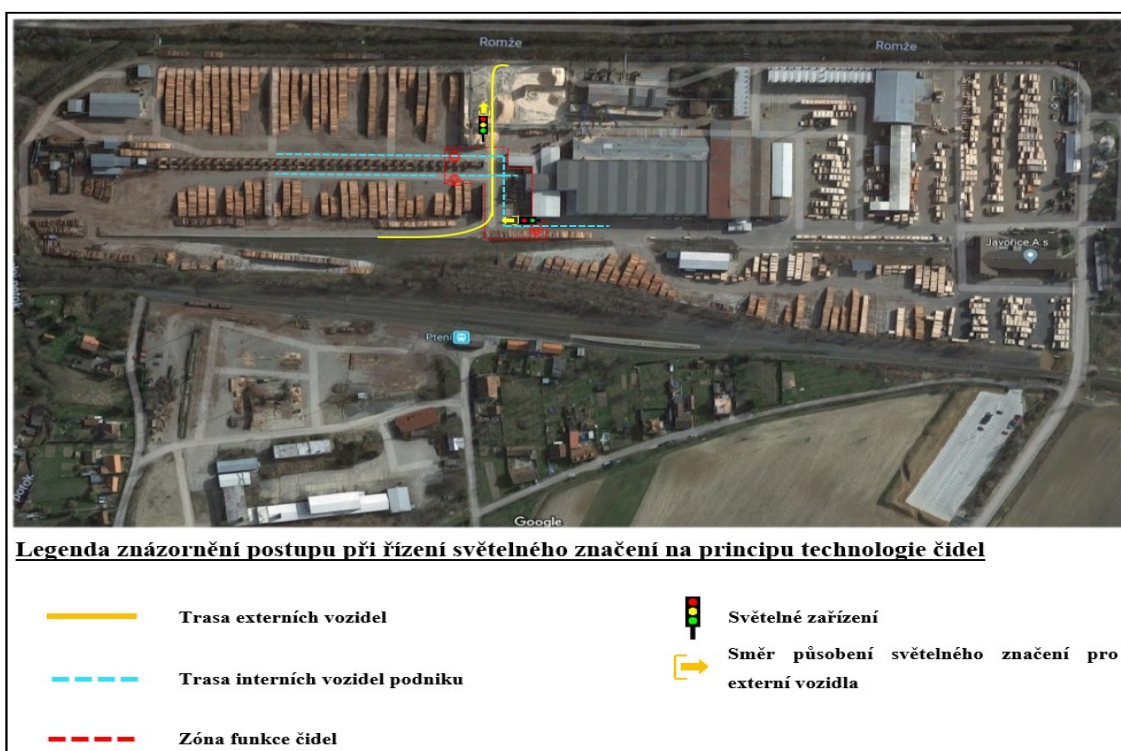 Romže
Romže
Javořice A.s
Ptení
potok
Google
Legenda znázornění postupu při řízení světelného značení na principu technologie čidel
Trasa externích vozidel
Světelné zařízení
Směr působení světelného značení pro
externí vozidla
Trasa interních vozidel podniku
Zóna funkce čidel